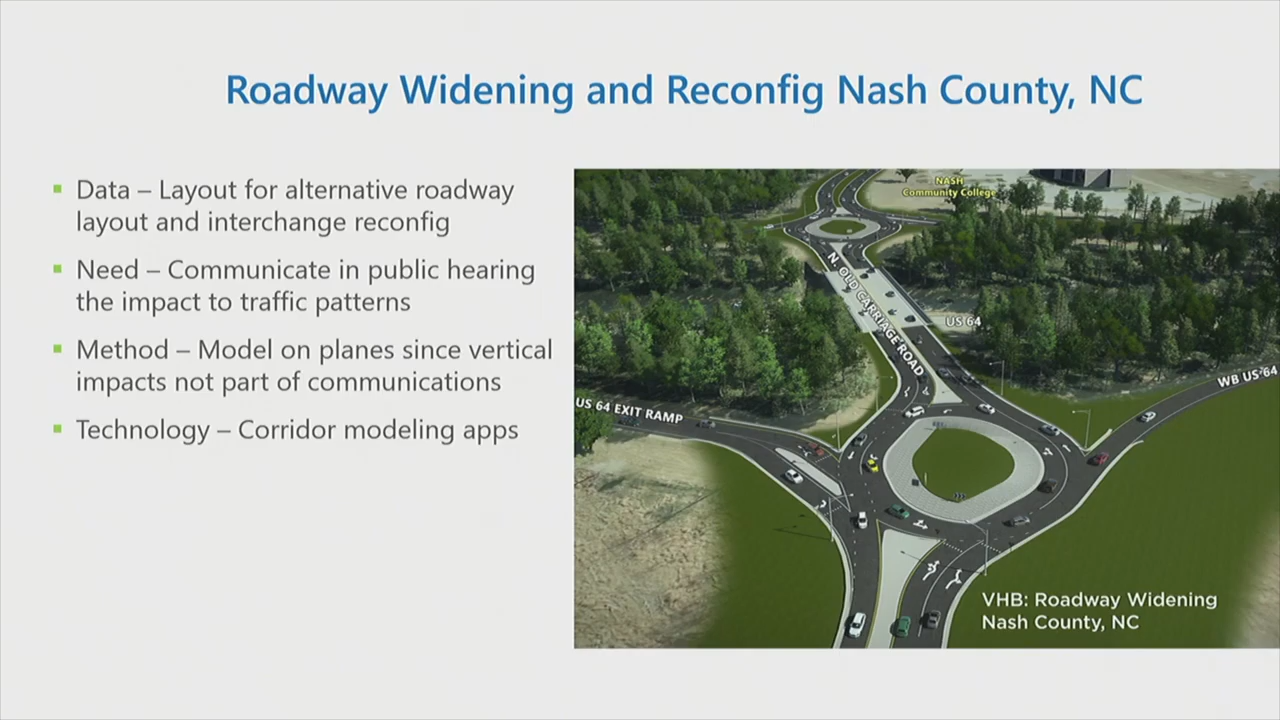 Roadway Widening and Reconfig Nash County, NC
Data – Layout for alternative roadway
layout and interchange reconfig
Need – Communicate in public hearing
the impact to traffic patterns
Method – Model on planes since vertical
impacts not part of communications
Technology – Corridor modeling apps
NASH
Community College
N. OLD CARRIAGE ROAD
US 64
WB US 64
US 64 EXIT RAMP
VHB: Roadway Widening
Nash County, NC